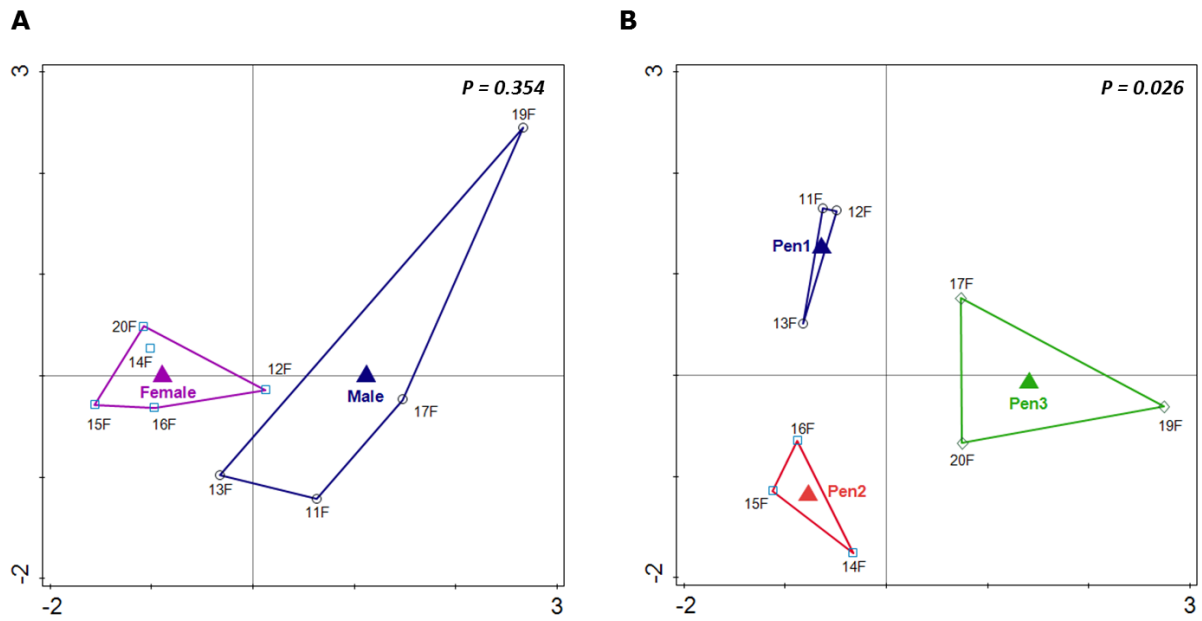 A
B
3
P = 0.354
19F
20F
14F
12F
Female
Male
15F
16F
17F
13F
11F
-2
-2
3
3
P = 0.026
11F
12F
Pen1
13F
17F
Pen3
19F
20F
16F
15F
Pen2
14F
-2
-2
3